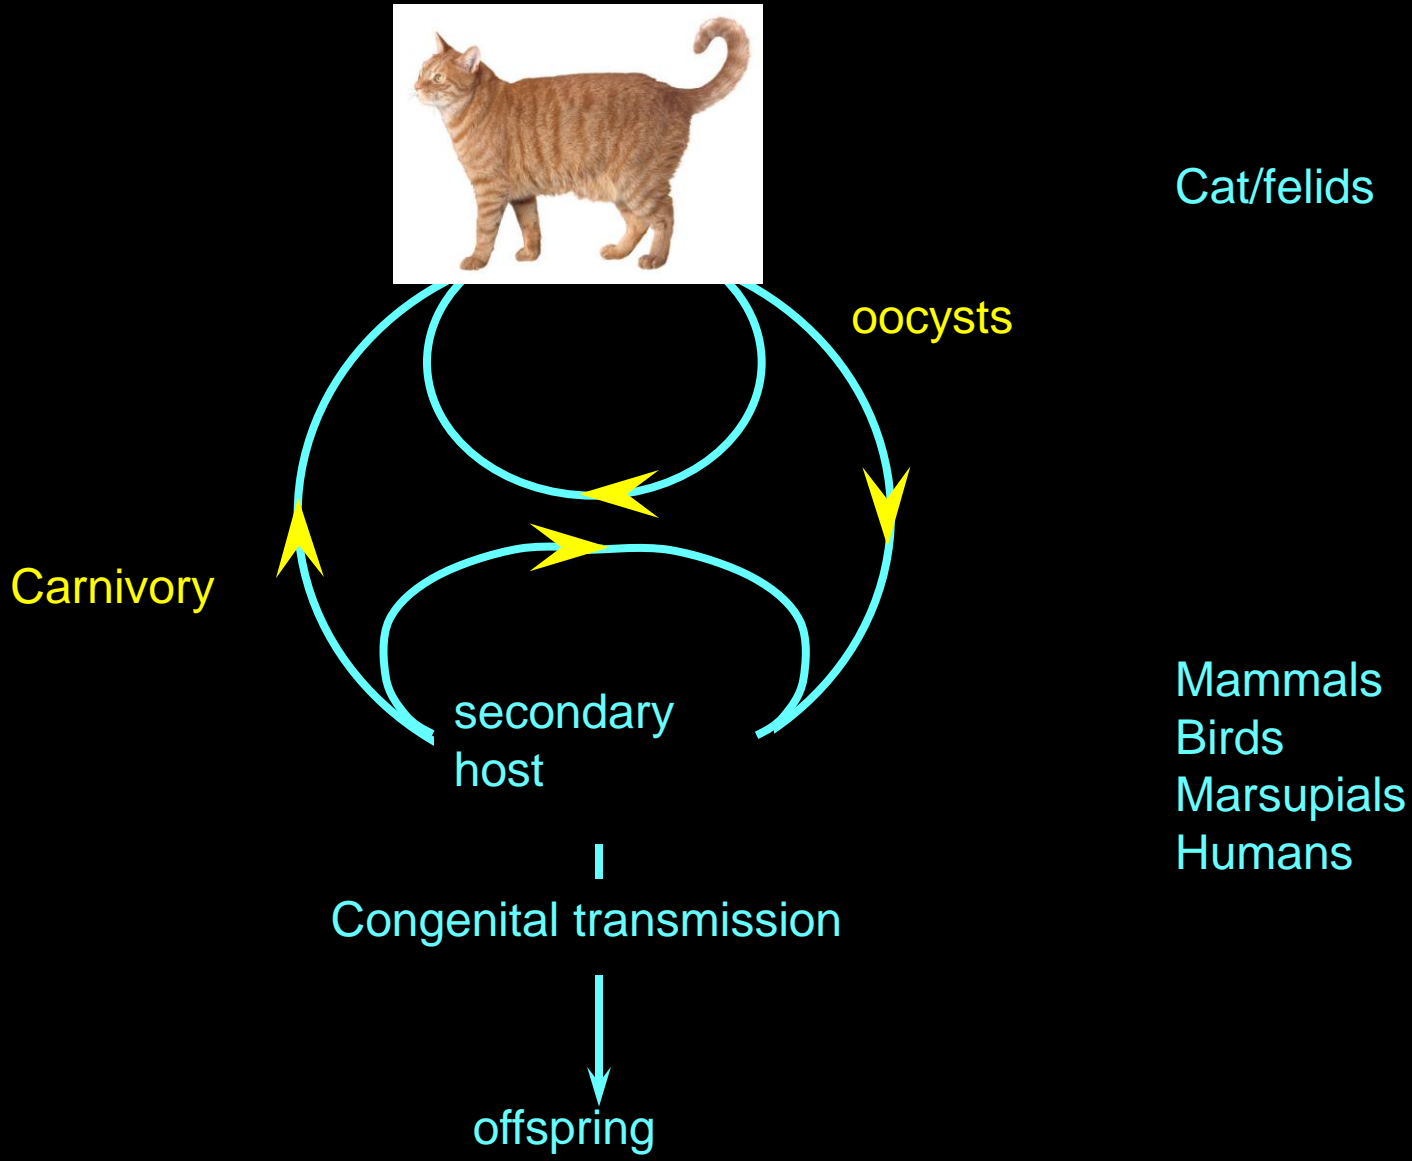 Cat/felids
oocysts
Carnivory
secondary
host
Mammals
Birds
Marsupials
Humans
Congenital transmission
offspring